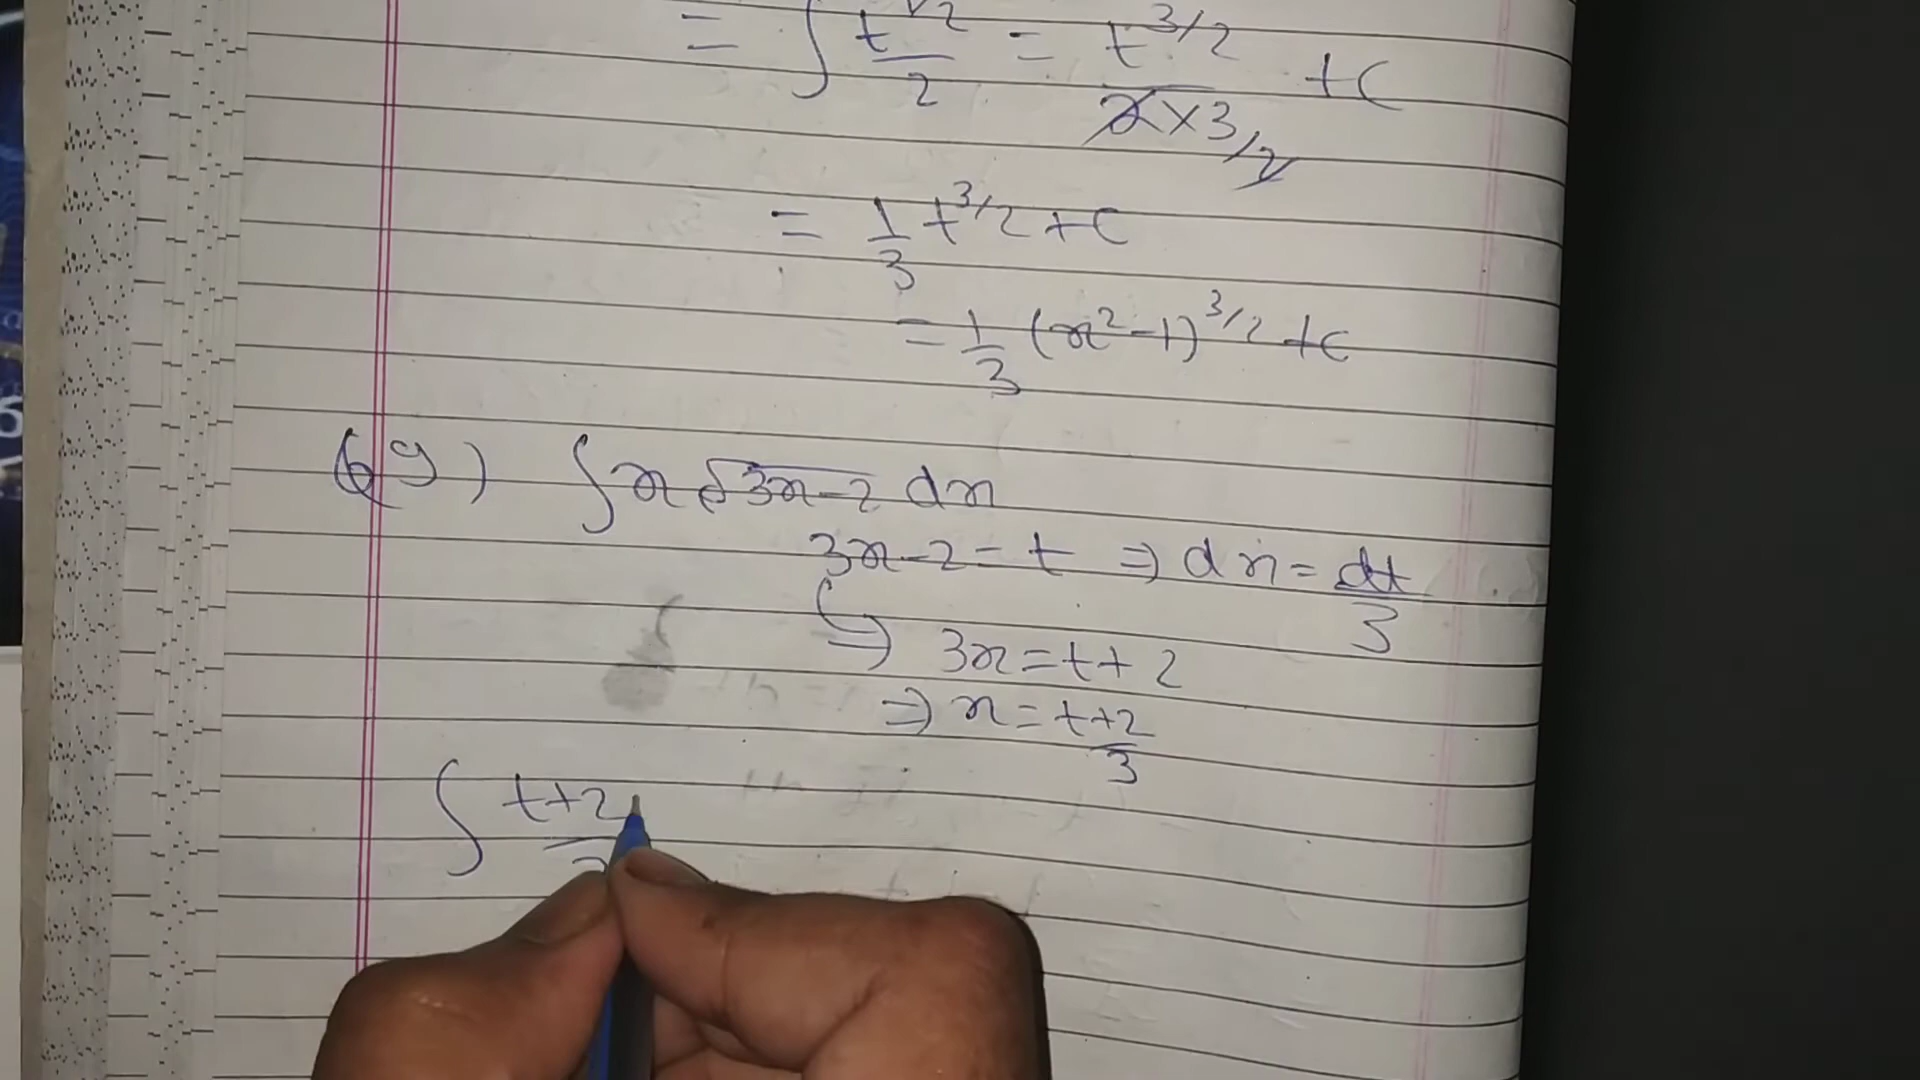 = ∫ t^1/2 / 2 = t^3/2 / 2×3/2 + C
= 1/3 t^3/2 + C
= 1/3 (x²-1)^3/2 + C
(69) ∫ x √3x-2 dx
3x-2 = t ⇒ dx = dt/3
↳ 3x = t+2
⇒ x = t+2/3
∫ t+2